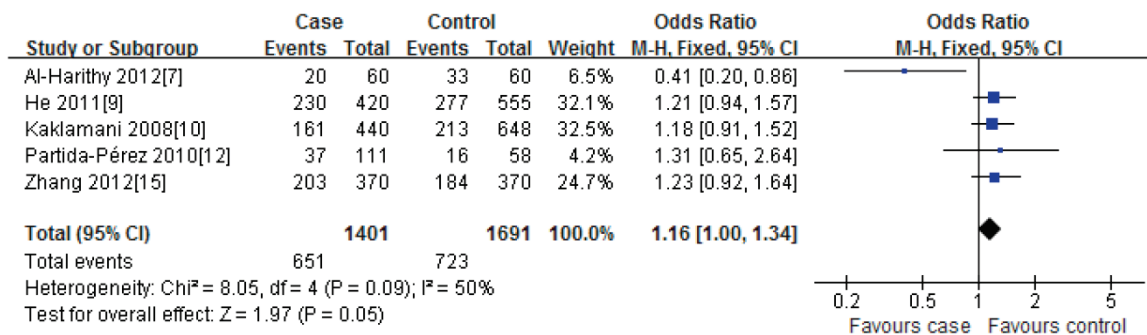 Case Control Odds Ratio Odds Ratio
Study or Subgroup Events Total Events Total Weight M-H, Fixed, 95% CI M-H, Fixed, 95% CI
Al-Harithy 2012[7] 20 60 33 60 6.5% 0.41 [0.20, 0.86]
He 2011[9] 230 420 277 555 32.1% 1.21 [0.94, 1.57]
Kaklamani 2008[10] 161 440 213 648 32.5% 1.18 [0.91, 1.52]
Partida-Pérez 2010[12] 37 111 16 58 4.2% 1.31 [0.65, 2.64]
Zhang 2012[15] 203 370 184 370 24.7% 1.23 [0.92, 1.64]
Total (95% CI) 1401 1691 100.0% 1.16 [1.00, 1.34]
Total events 651 723
Heterogeneity: Chi² = 8.05, df = 4 (P = 0.09); I² = 50%
Test for overall effect: Z = 1.97 (P = 0.05)
0.2 0.5 1 2 5
Favours case Favours control